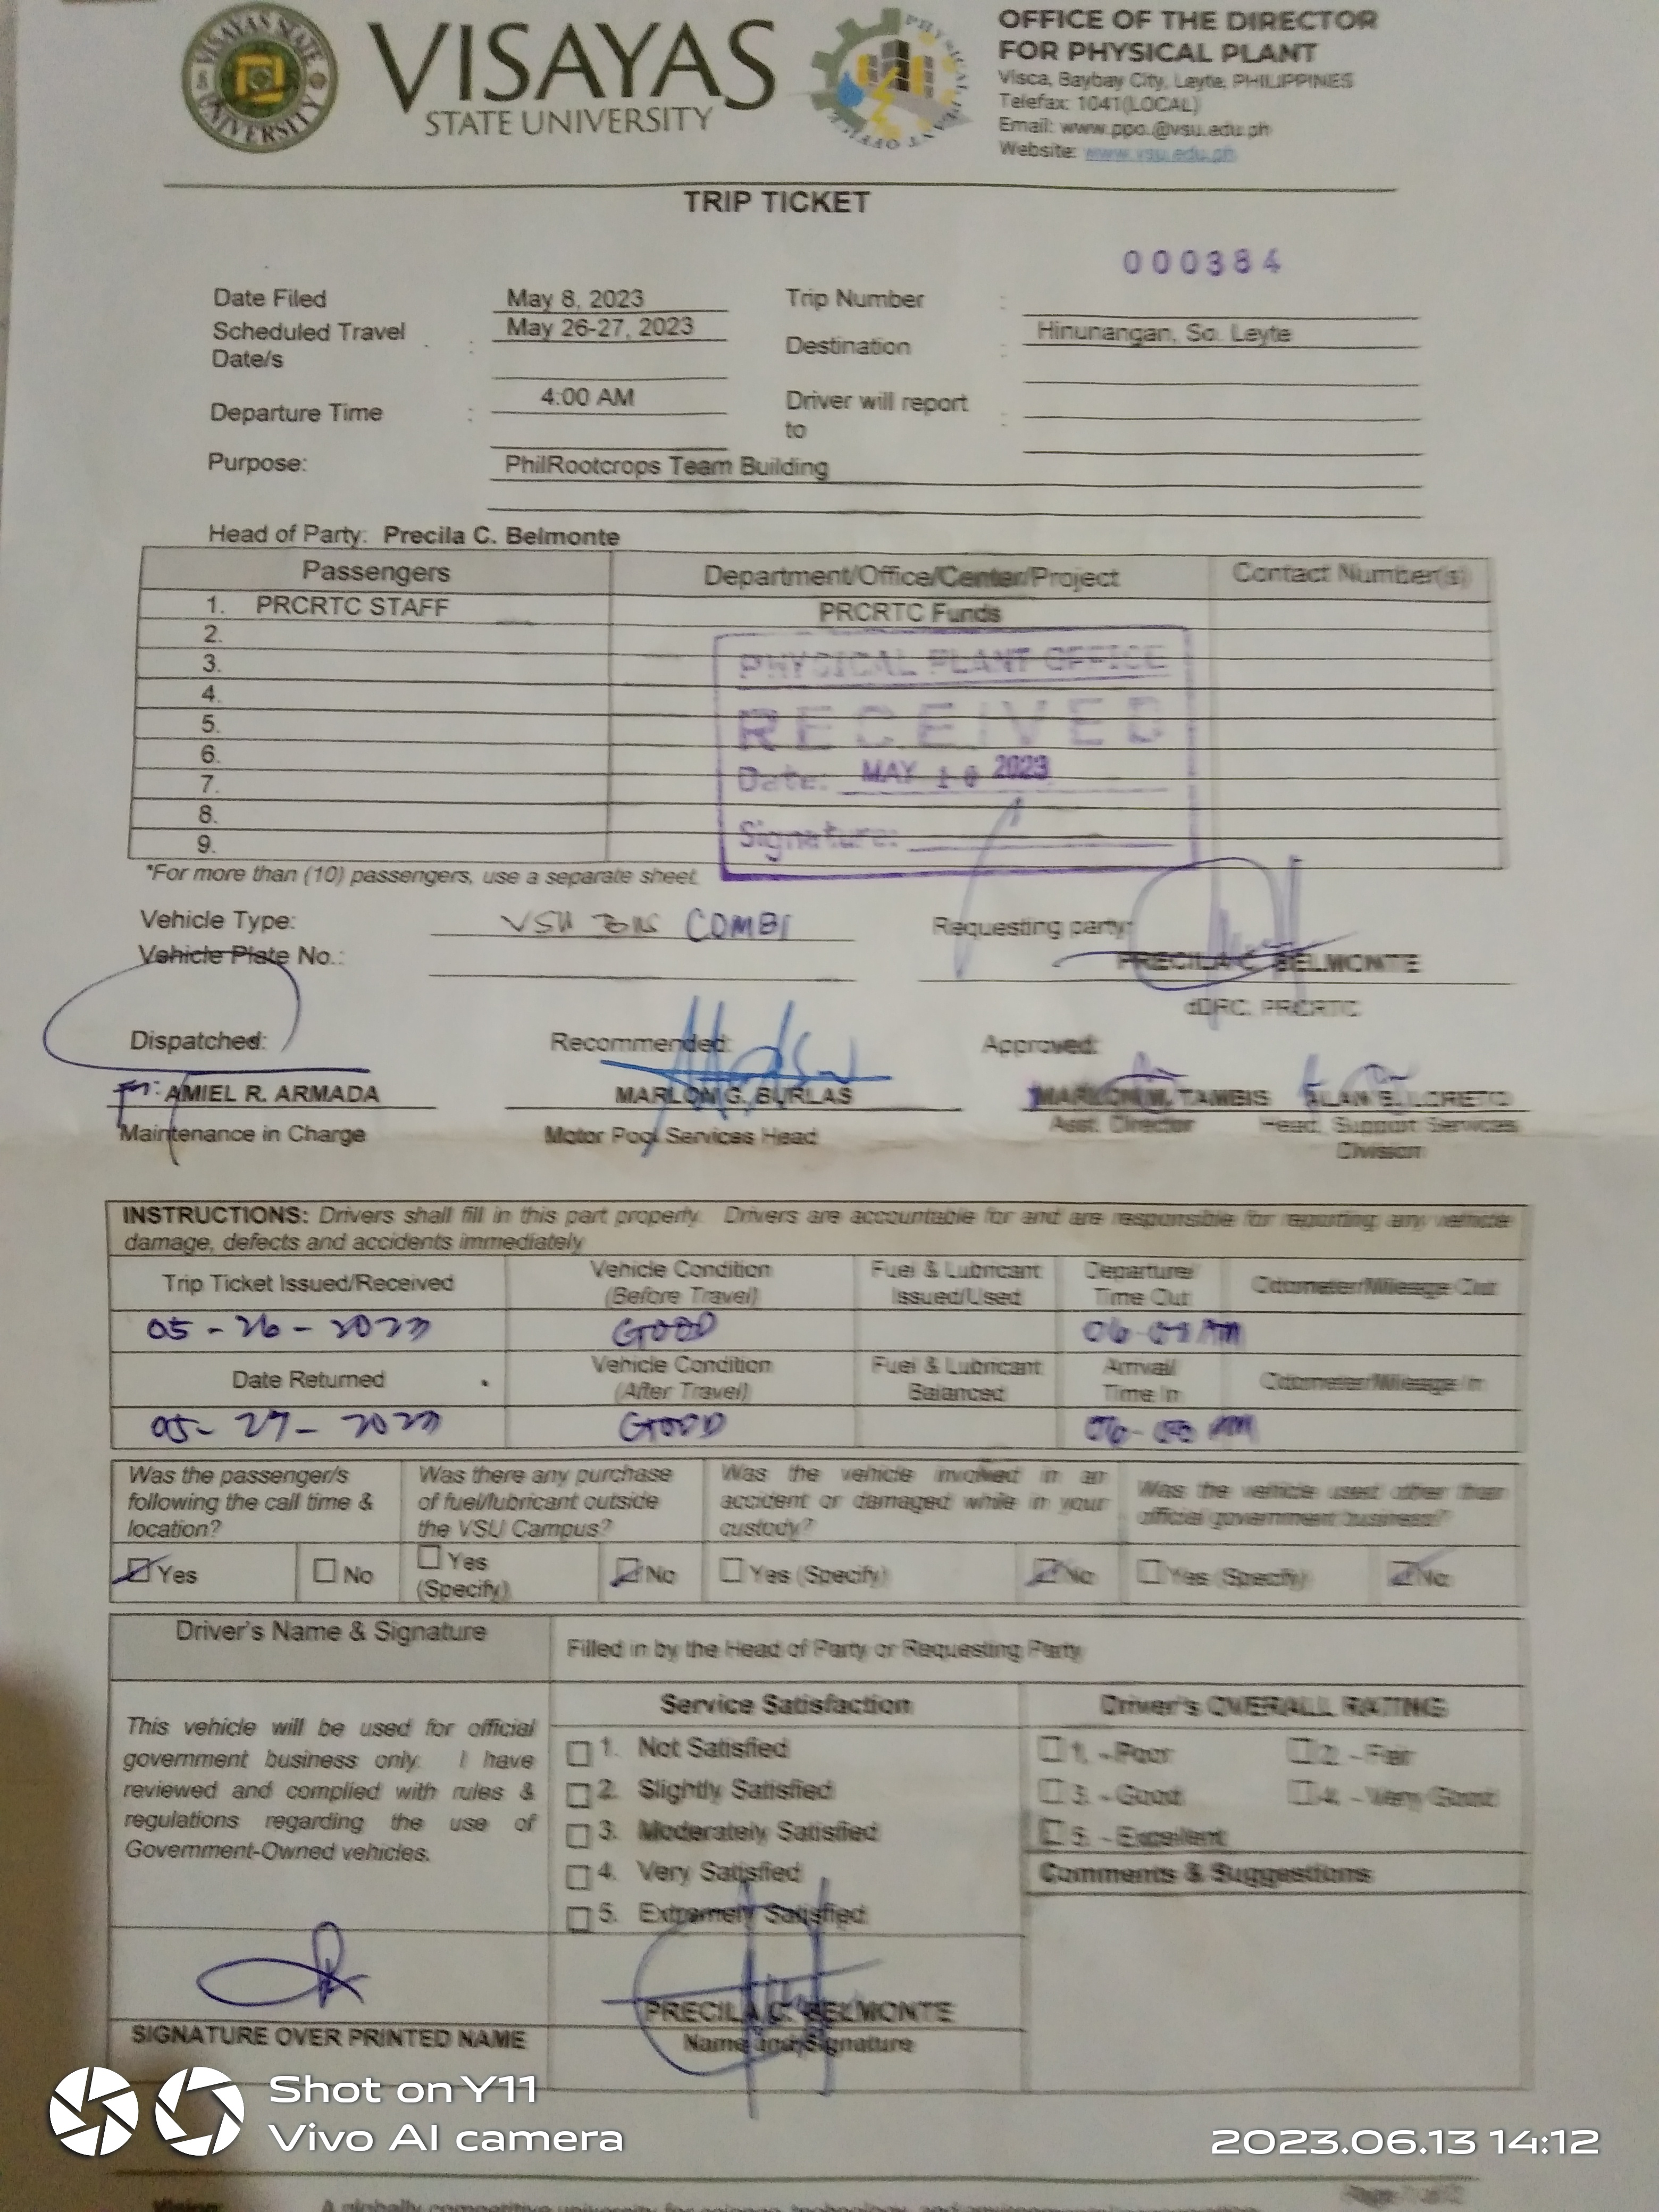 VISAYAS STATE UNIVERSITY
VISAYAS
STATE UNIVERSITY
PHYSICAL PLANT OFFICE
OFFICE OF THE DIRECTOR
FOR PHYSICAL PLANT
Visca, Baybay City, Leyte, PHILIPPINES
Telefax: 1041(LOCAL)
Email: www.ppo.@vsu.edu.ph
Website: www.vsu.edu.ph
TRIP TICKET
000384
Date Filed May 8, 2023 Trip Number :
Scheduled Travel Date/s : May 26-27, 2023 Destination : Hinunangan, So. Leyte
Departure Time : 4:00 AM Driver will report to :
Purpose: PhilRootcrops Team Building
Head of Party: Precila C. Belmonte
Passengers Department/Office/Center/Project Contact Number(s)
1. PRCRTC STAFF PRCRTC Funds
2.
3.
4.
5.
6.
7.
8.
9.
PHYSICAL PLANT OFFICE
RECEIVED
Date: MAY 10 2023
Signature:
*For more than (10) passengers, use a separate sheet.
Vehicle Type: VSU BUS COMBI Requesting party:
Vehicle Plate No.: PRECILA C. BELMONTE
dDRC, PRCRTC
Dispatched: Recommended: Approved:
AMIEL R. ARMADA MARLON G. BURLAS MARLON M. TAMBIS ALAN B. LORETO
Maintenance in Charge Motor Pool Services Head Asst. Director Head, Support Services
Division
INSTRUCTIONS: Drivers shall fill in this part properly. Drivers are accountable for and are responsible for reporting any vehicle
damage, defects and accidents immediately
Trip Ticket Issued/Received Vehicle Condition (Before Travel) Fuel & Lubricant Issued/Used Departure/ Time Out Odometer/Mileage Out
05-26-2023 GOOD
Date Returned Vehicle Condition (After Travel) Fuel & Lubricant Balanced Arrival/ Time In Odometer/Mileage In
05-27-2023 GOOD
Was the passenger/s following the call time & location? Was there any purchase of fuel/lubricant outside the VSU Campus? Was the vehicle involved in an accident or damaged while in your custody? Was the vehicle used other than official government business?
Yes No Yes (Specify) No Yes (Specify) No Yes (Specify) No
Driver's Name & Signature Filled in by the Head of Party or Requesting Party
Service Satisfaction Driver's OVERALL RATING
This vehicle will be used for official
government business only. I have
reviewed and complied with rules &
regulations regarding the use of
Government-Owned vehicles.
1. Not Satisfied
2. Slightly Satisfied
3. Moderately Satisfied
4. Very Satisfied
5. Extremely Satisfied
1. -Poor 2. -Fair
3. -Good 4. -Very Good
5. -Excellent
Comments & Suggestions
PRECILA C. BELMONTE
SIGNATURE OVER PRINTED NAME Name and Signature
Shot on Y11
Vivo AI camera
2023.06.13 14:12
Vision: A globally competitive university for science, technology, and environmental conservation